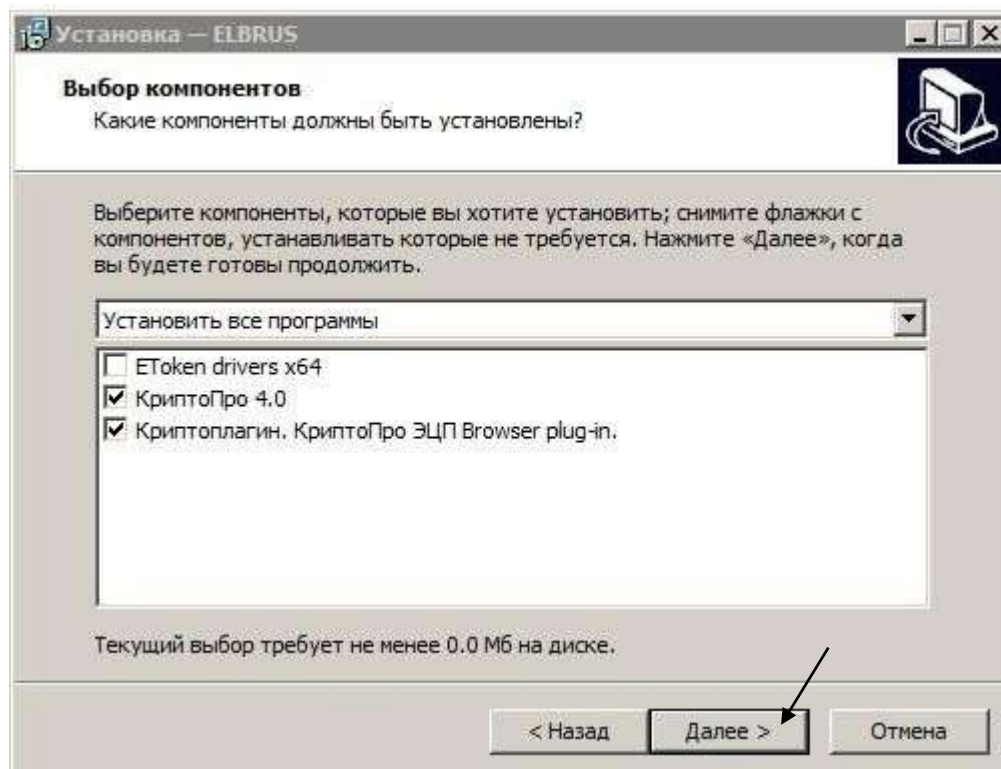 Установка — ELBRUS
Выбор компонентов
Какие компоненты должны быть установлены?
Выберите компоненты, которые вы хотите установить; снимите флажки с
компонентов, устанавливать которые не требуется. Нажмите «Далее», когда
вы будете готовы продолжить.
Установить все программы
EToken drivers x64
КриптоПро 4.0
Криптоплагин. КриптоПро ЭЦП Browser plug-in.
Текущий выбор требует не менее 0.0 Мб на диске.
< Назад Далее > Отмена